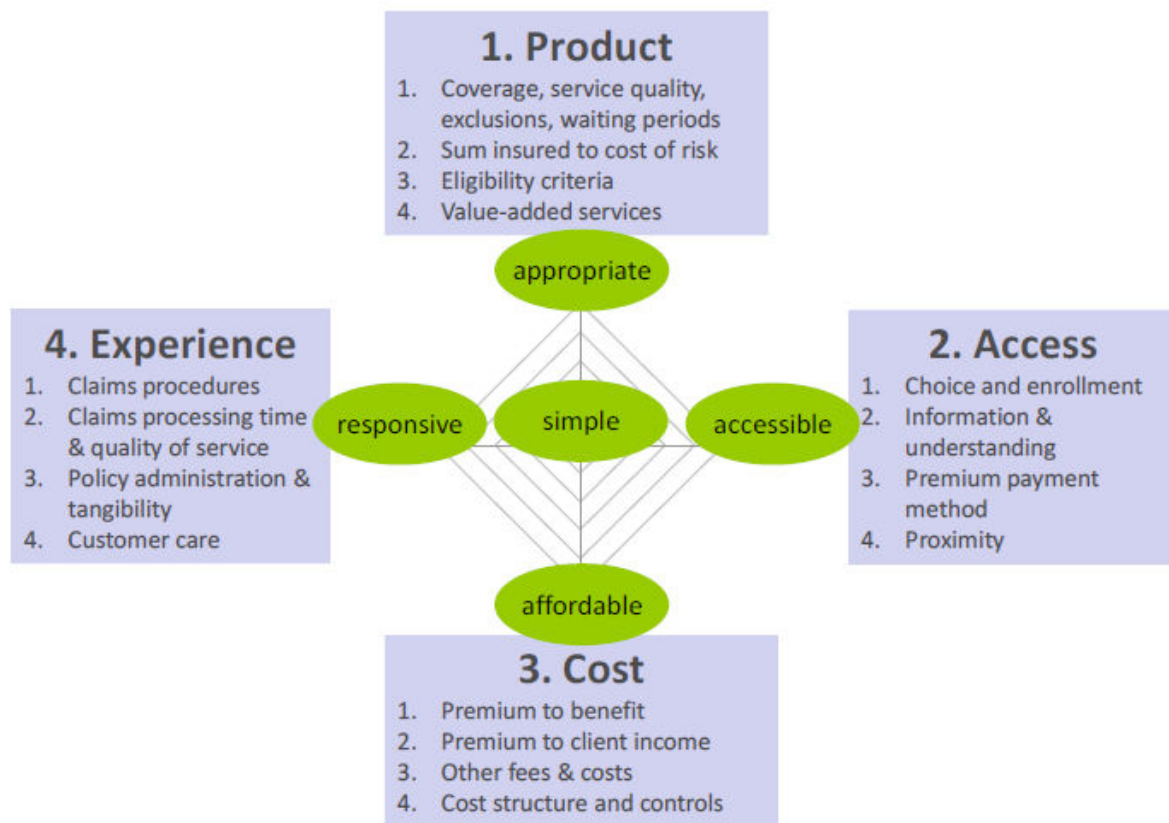 1. Product
1. Coverage, service quality,
exclusions, waiting periods
2. Sum insured to cost of risk
3. Eligibility criteria
4. Value-added services
appropriate
4. Experience
1. Claims procedures
2. Claims processing time
& quality of service
3. Policy administration &
tangibility
4. Customer care
responsive
simple
accessible
2. Access
1. Choice and enrollment
2. Information &
understanding
3. Premium payment
method
4. Proximity
affordable
3. Cost
1. Premium to benefit
2. Premium to client income
3. Other fees & costs
4. Cost structure and controls